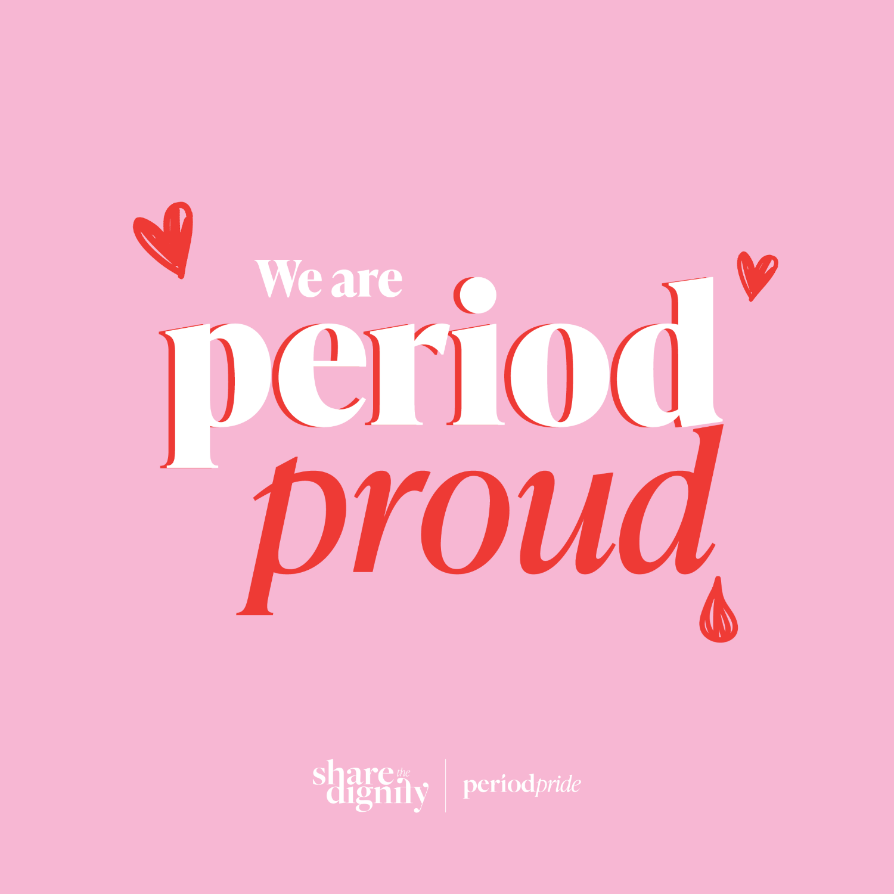 We are
period
proud
share the
dignity
periodpride